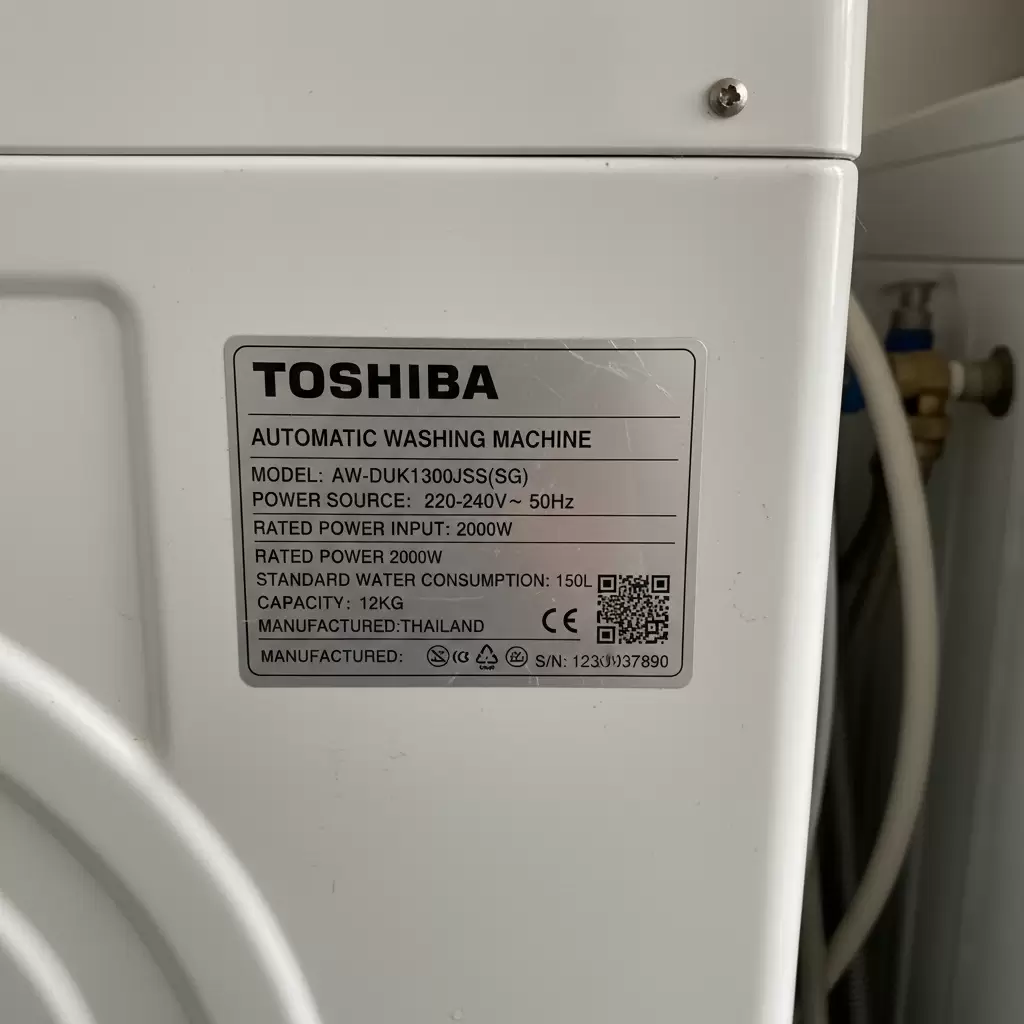 TOSHIBA
AUTOMATIC WASHING MACHINE
MODEL: AW-DUK1300JSS(SG)
POWER SOURCE: 220-240V~ 50Hz
RATED POWER INPUT: 2000W
RATED POWER 2000W
STANDARD WATER CONSUMPTION: 150L
CAPACITY: 12KG
MANUFACTURED:THAILAND CE
MANUFACTURED: S/N: